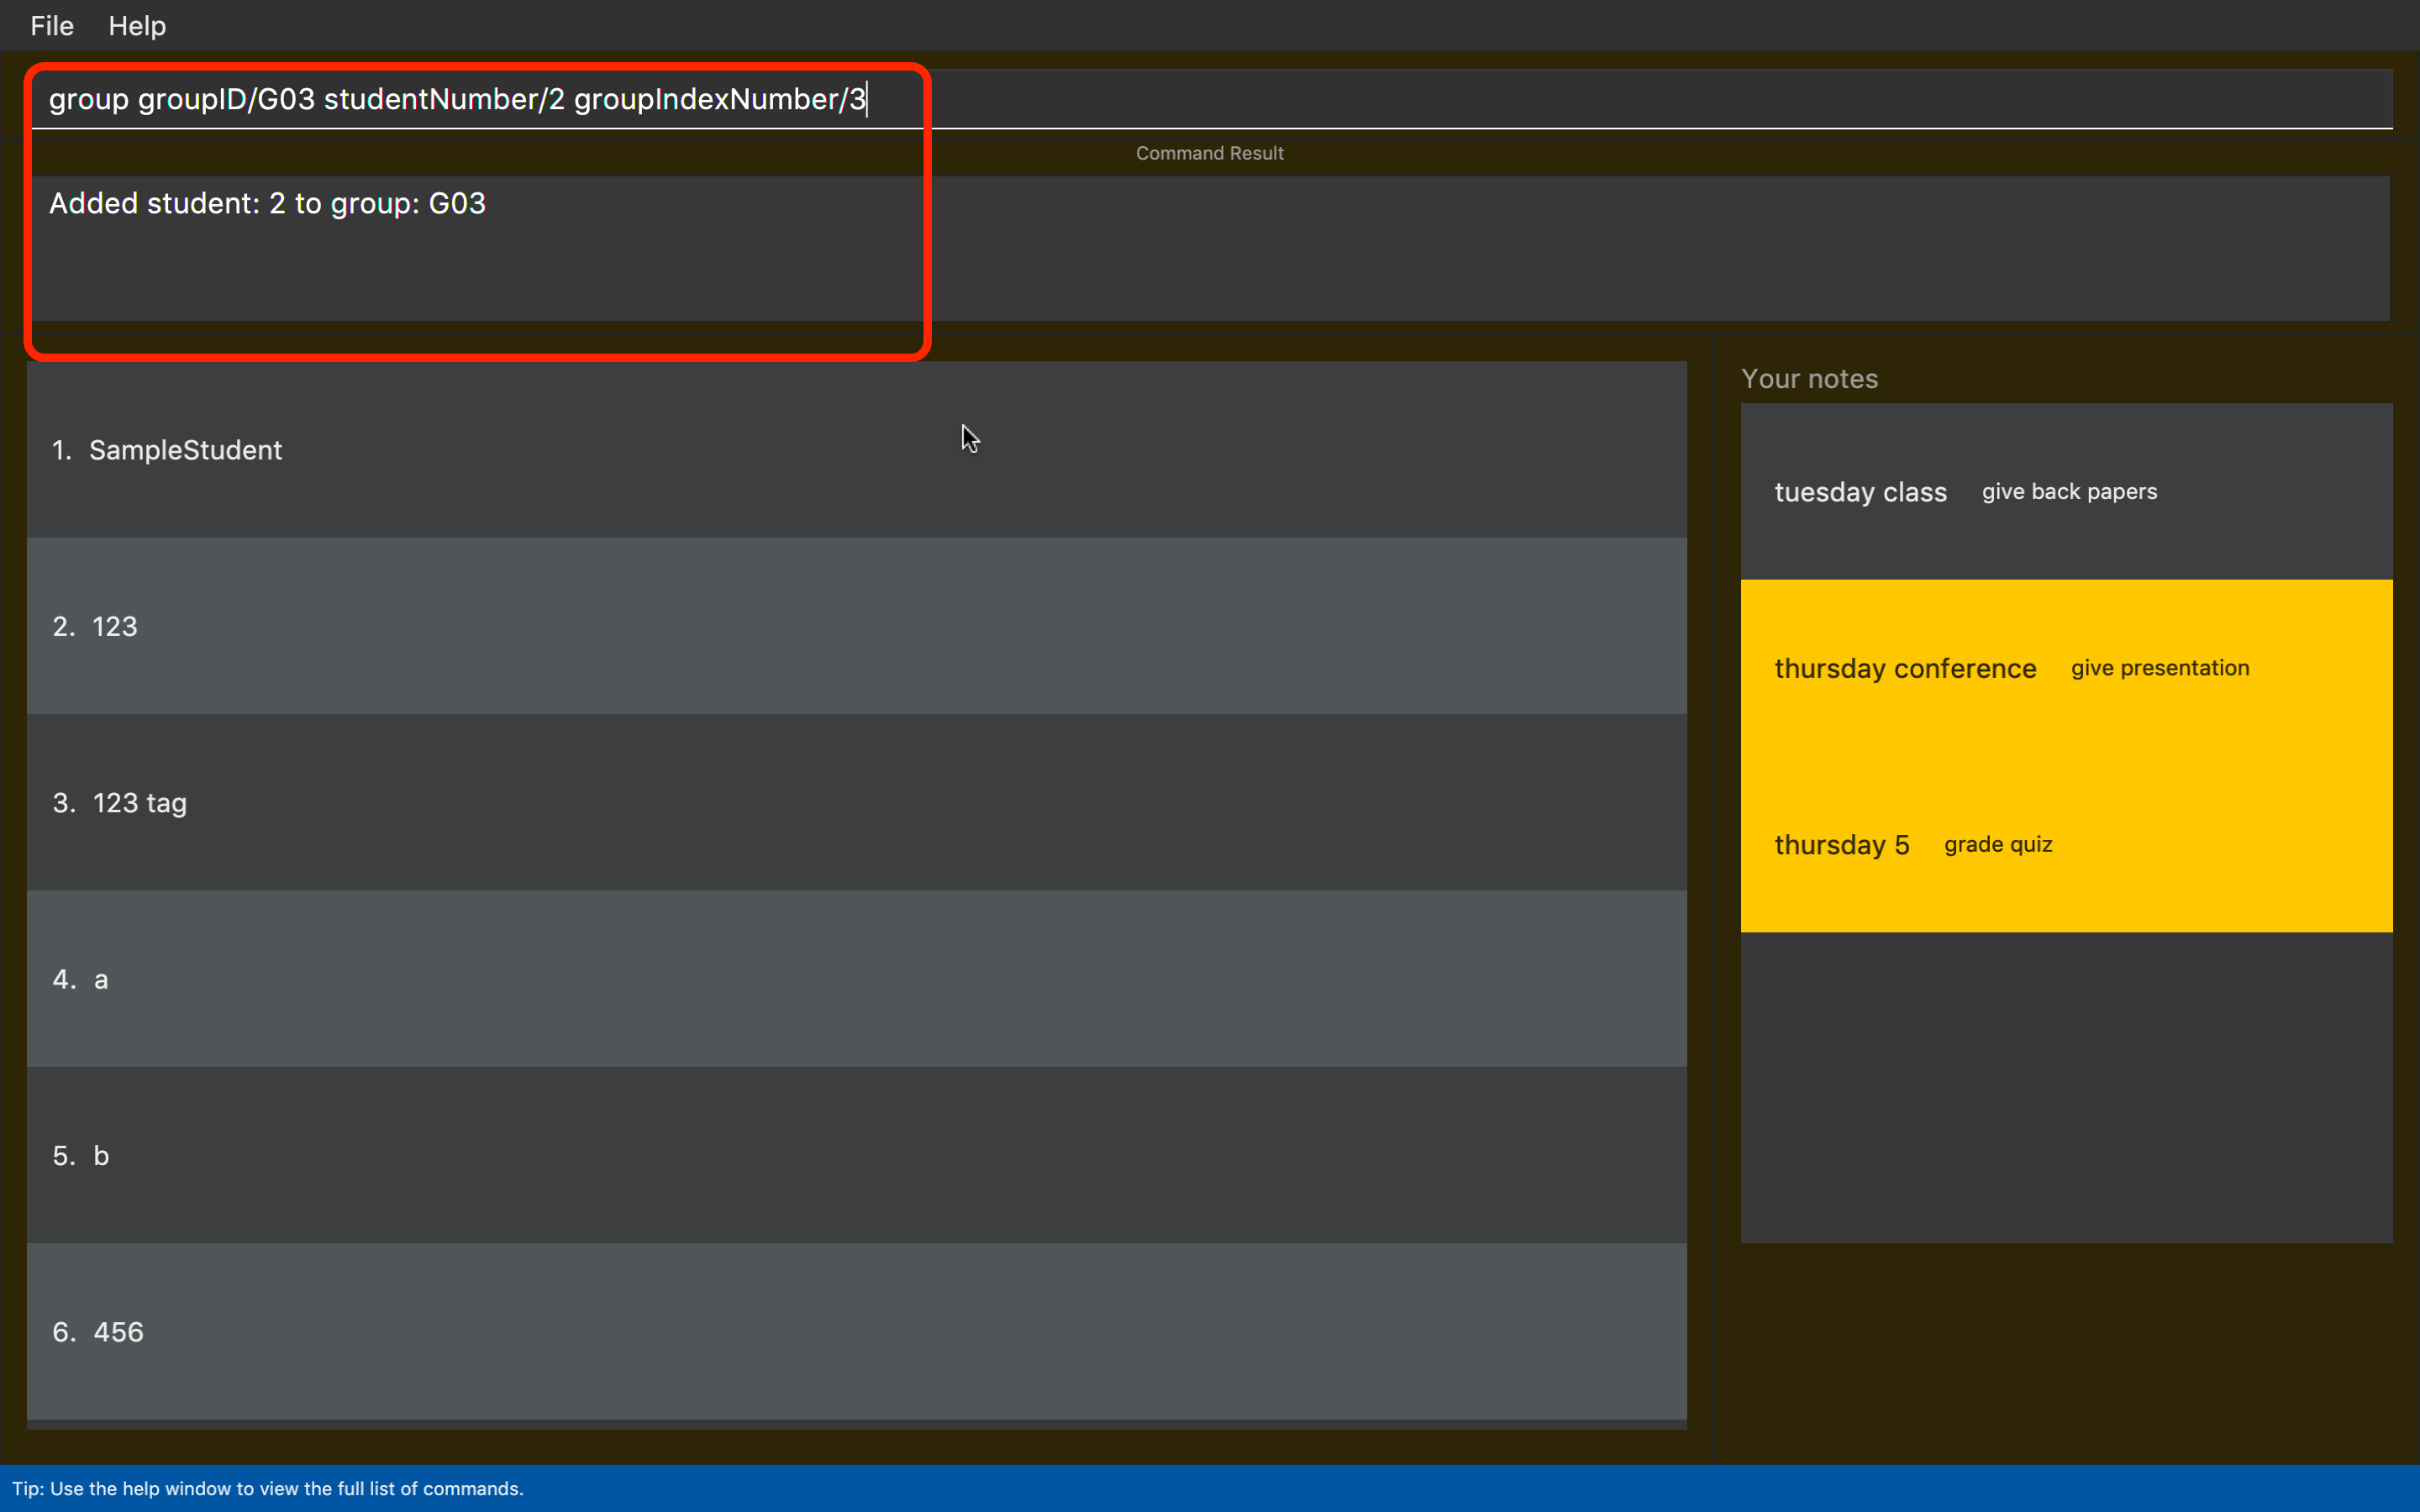 File Help
group groupID/G03 studentNumber/2 groupIndexNumber/3
Command Result
Added student: 2 to group: G03
1. SampleStudent
2. 123
3. 123 tag
4. a
5. b
6. 456
Your notes
tuesday class give back papers
thursday conference give presentation
thursday 5 grade quiz
Tip: Use the help window to view the full list of commands.